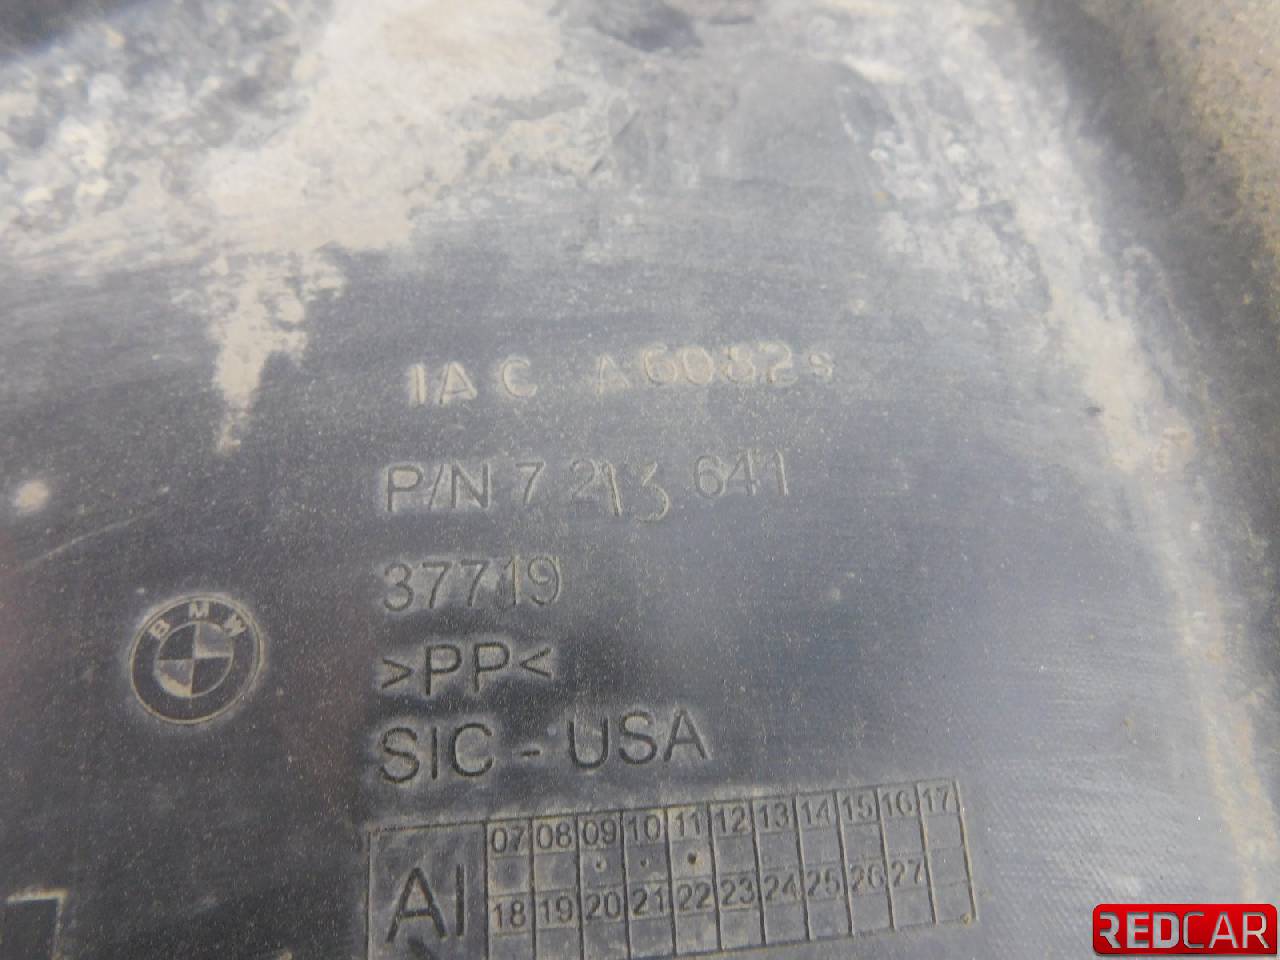 IAC A60829
P/N 7 213 641
37719
BMW
>PP<
SIC - USA
AI
07 08 09 10 11 12 13 14 15 16 17
18 19 20 21 22 23 24 25 26 27
REDCAR